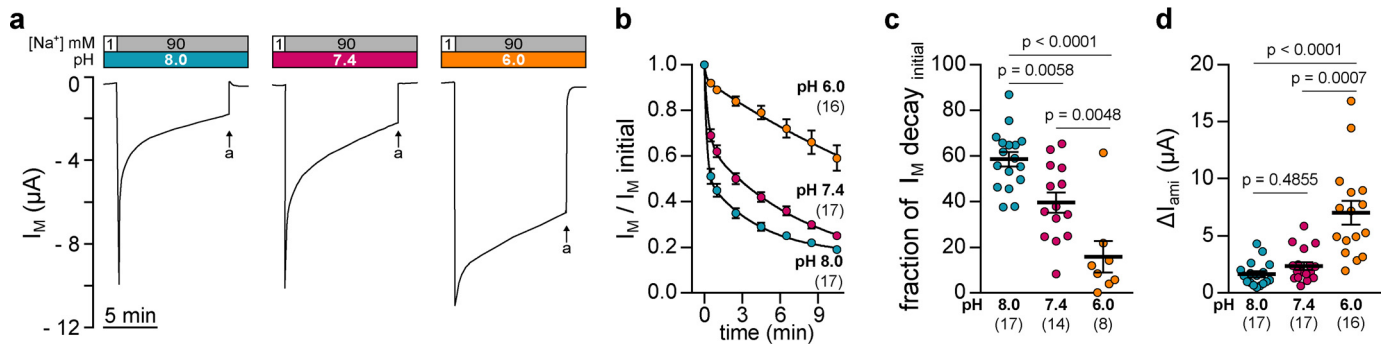 a
[Na⁺] mM
1 90
1 90
1 90
pH
8.0
7.4
6.0
0
- 4
- 8
- 12
I_M (µA)
a
a
a
5 min
b
I_M / I_M initial
1.0
0.8
0.6
0.4
0.2
0.0
pH 6.0
(16)
pH 7.4
(17)
pH 8.0
(17)
0 3 6 9
time (min)
c
fraction of I_M decay initial
100
80
60
40
20
0
p < 0.0001
p = 0.0058
p = 0.0048
pH 8.0 7.4 6.0
(17) (14) (8)
d
ΔI_ami (µA)
20
15
10
5
0
p < 0.0001
p = 0.0007
p = 0.4855
pH 8.0 7.4 6.0
(17) (17) (16)